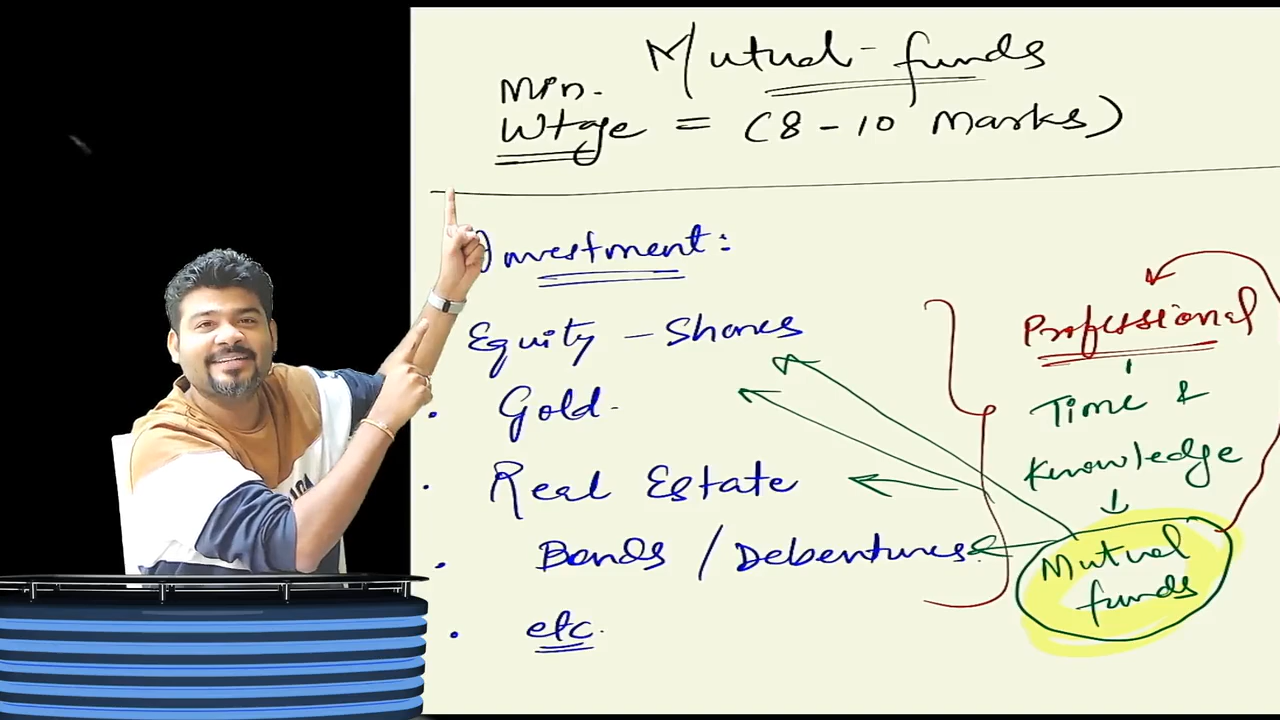 Mutual funds
Min.
Wtge = (8-10 Marks)
Investment:
Equity - Shares
• Gold.
• Real Estate
• Bonds / Debentures.
• etc.
Professional
Time &
Knowledge
Mutual
funds